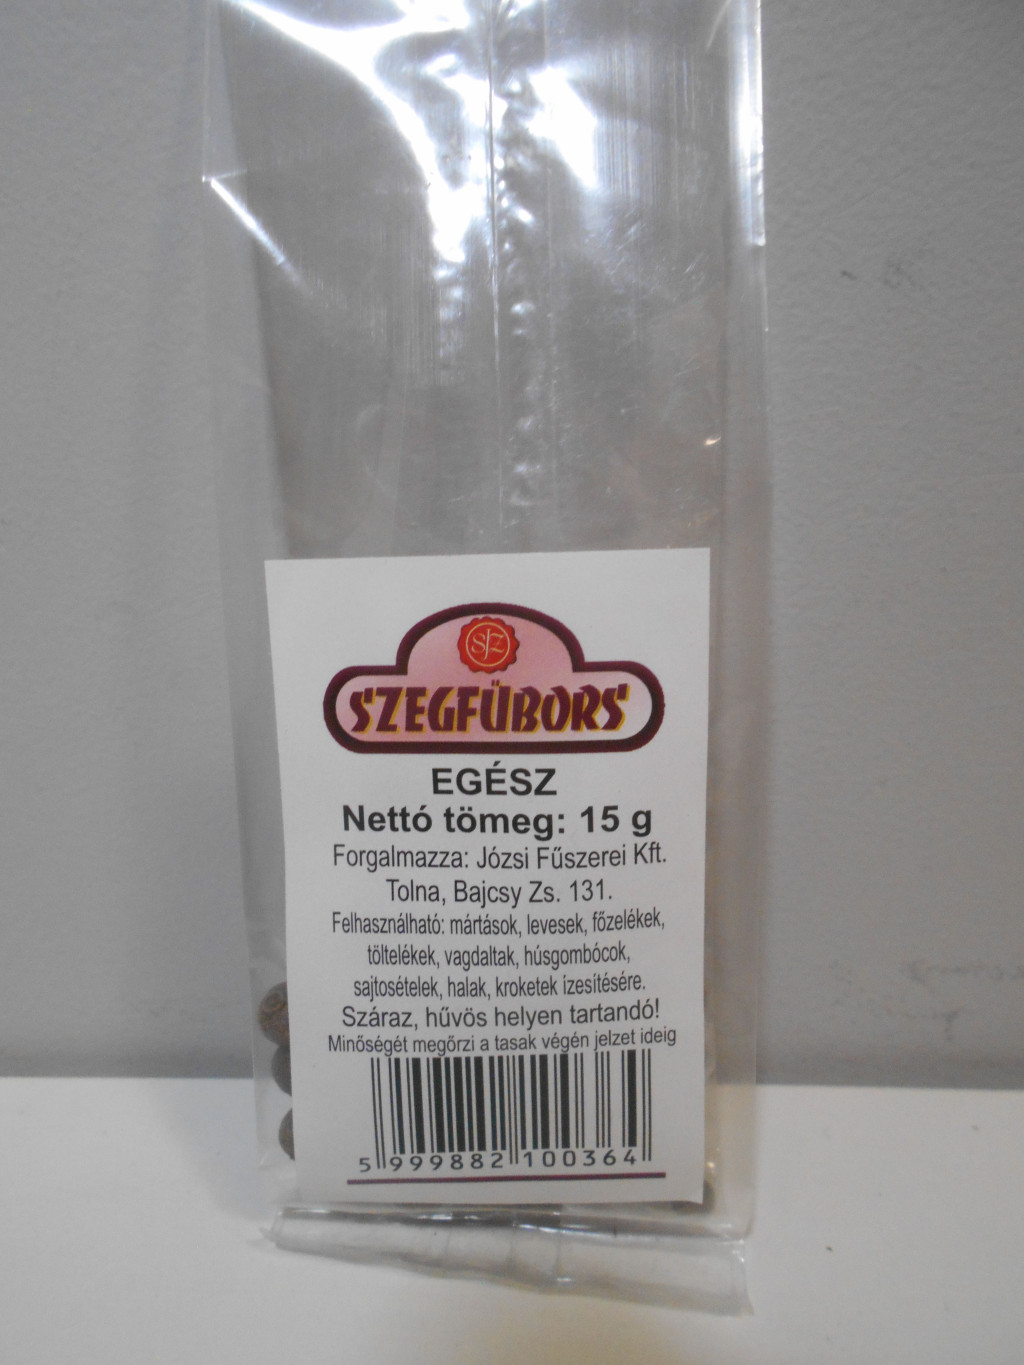 SJZ
SZEGFŰBORS
EGÉSZ
Nettó tömeg: 15 g
Forgalmazza: Józsi Fűszerei Kft.
Tolna, Bajcsy Zs. 131.
Felhasználható: mártások, levesek, főzelékek,
töltelékek, vagdaltak, húsgombócok,
sajtosételek, halak, kroketek ízesítésére.
Száraz, hűvös helyen tartandó!
Minőségét megőrzi a tasak végén jelzet ideig
5 999882 100364